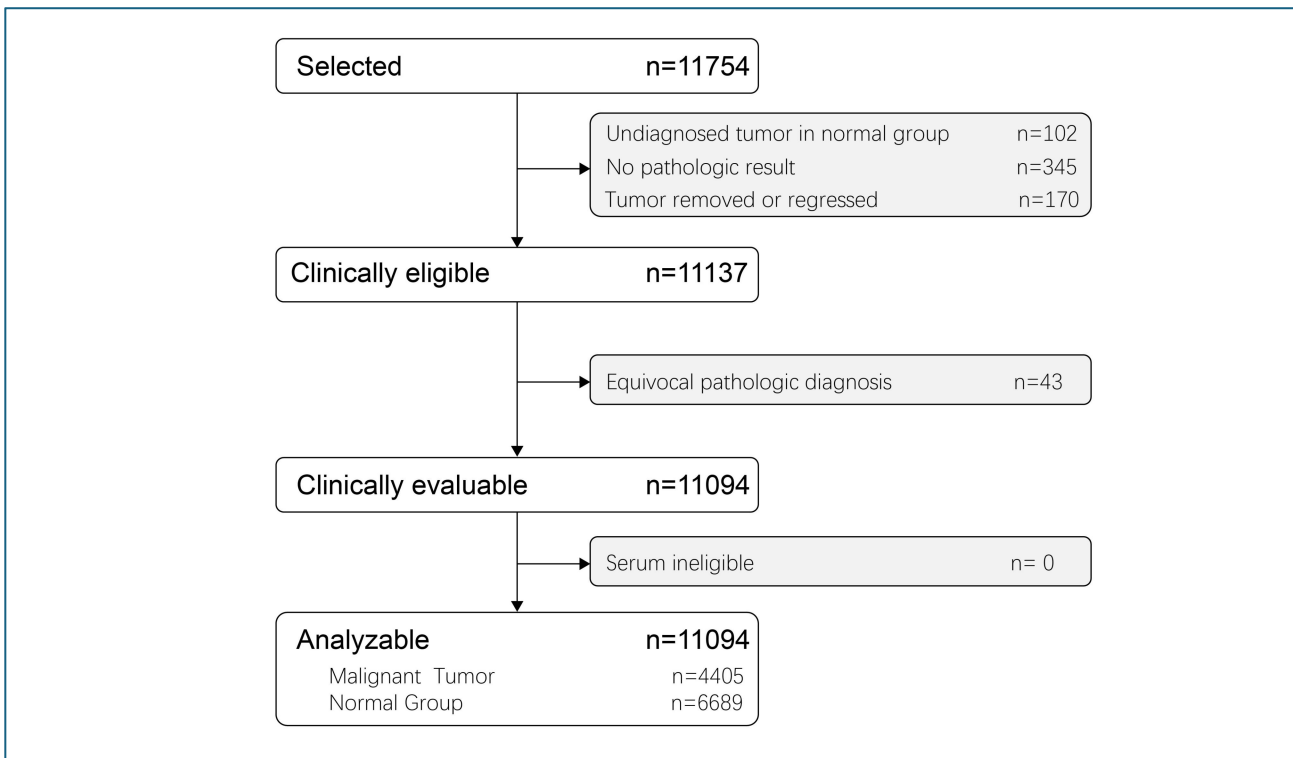 Selected n=11754
Undiagnosed tumor in normal group n=102
No pathologic result n=345
Tumor removed or regressed n=170
Clinically eligible n=11137
Equivocal pathologic diagnosis n=43
Clinically evaluable n=11094
Serum ineligible n= 0
Analyzable n=11094
Malignant Tumor n=4405
Normal Group n=6689